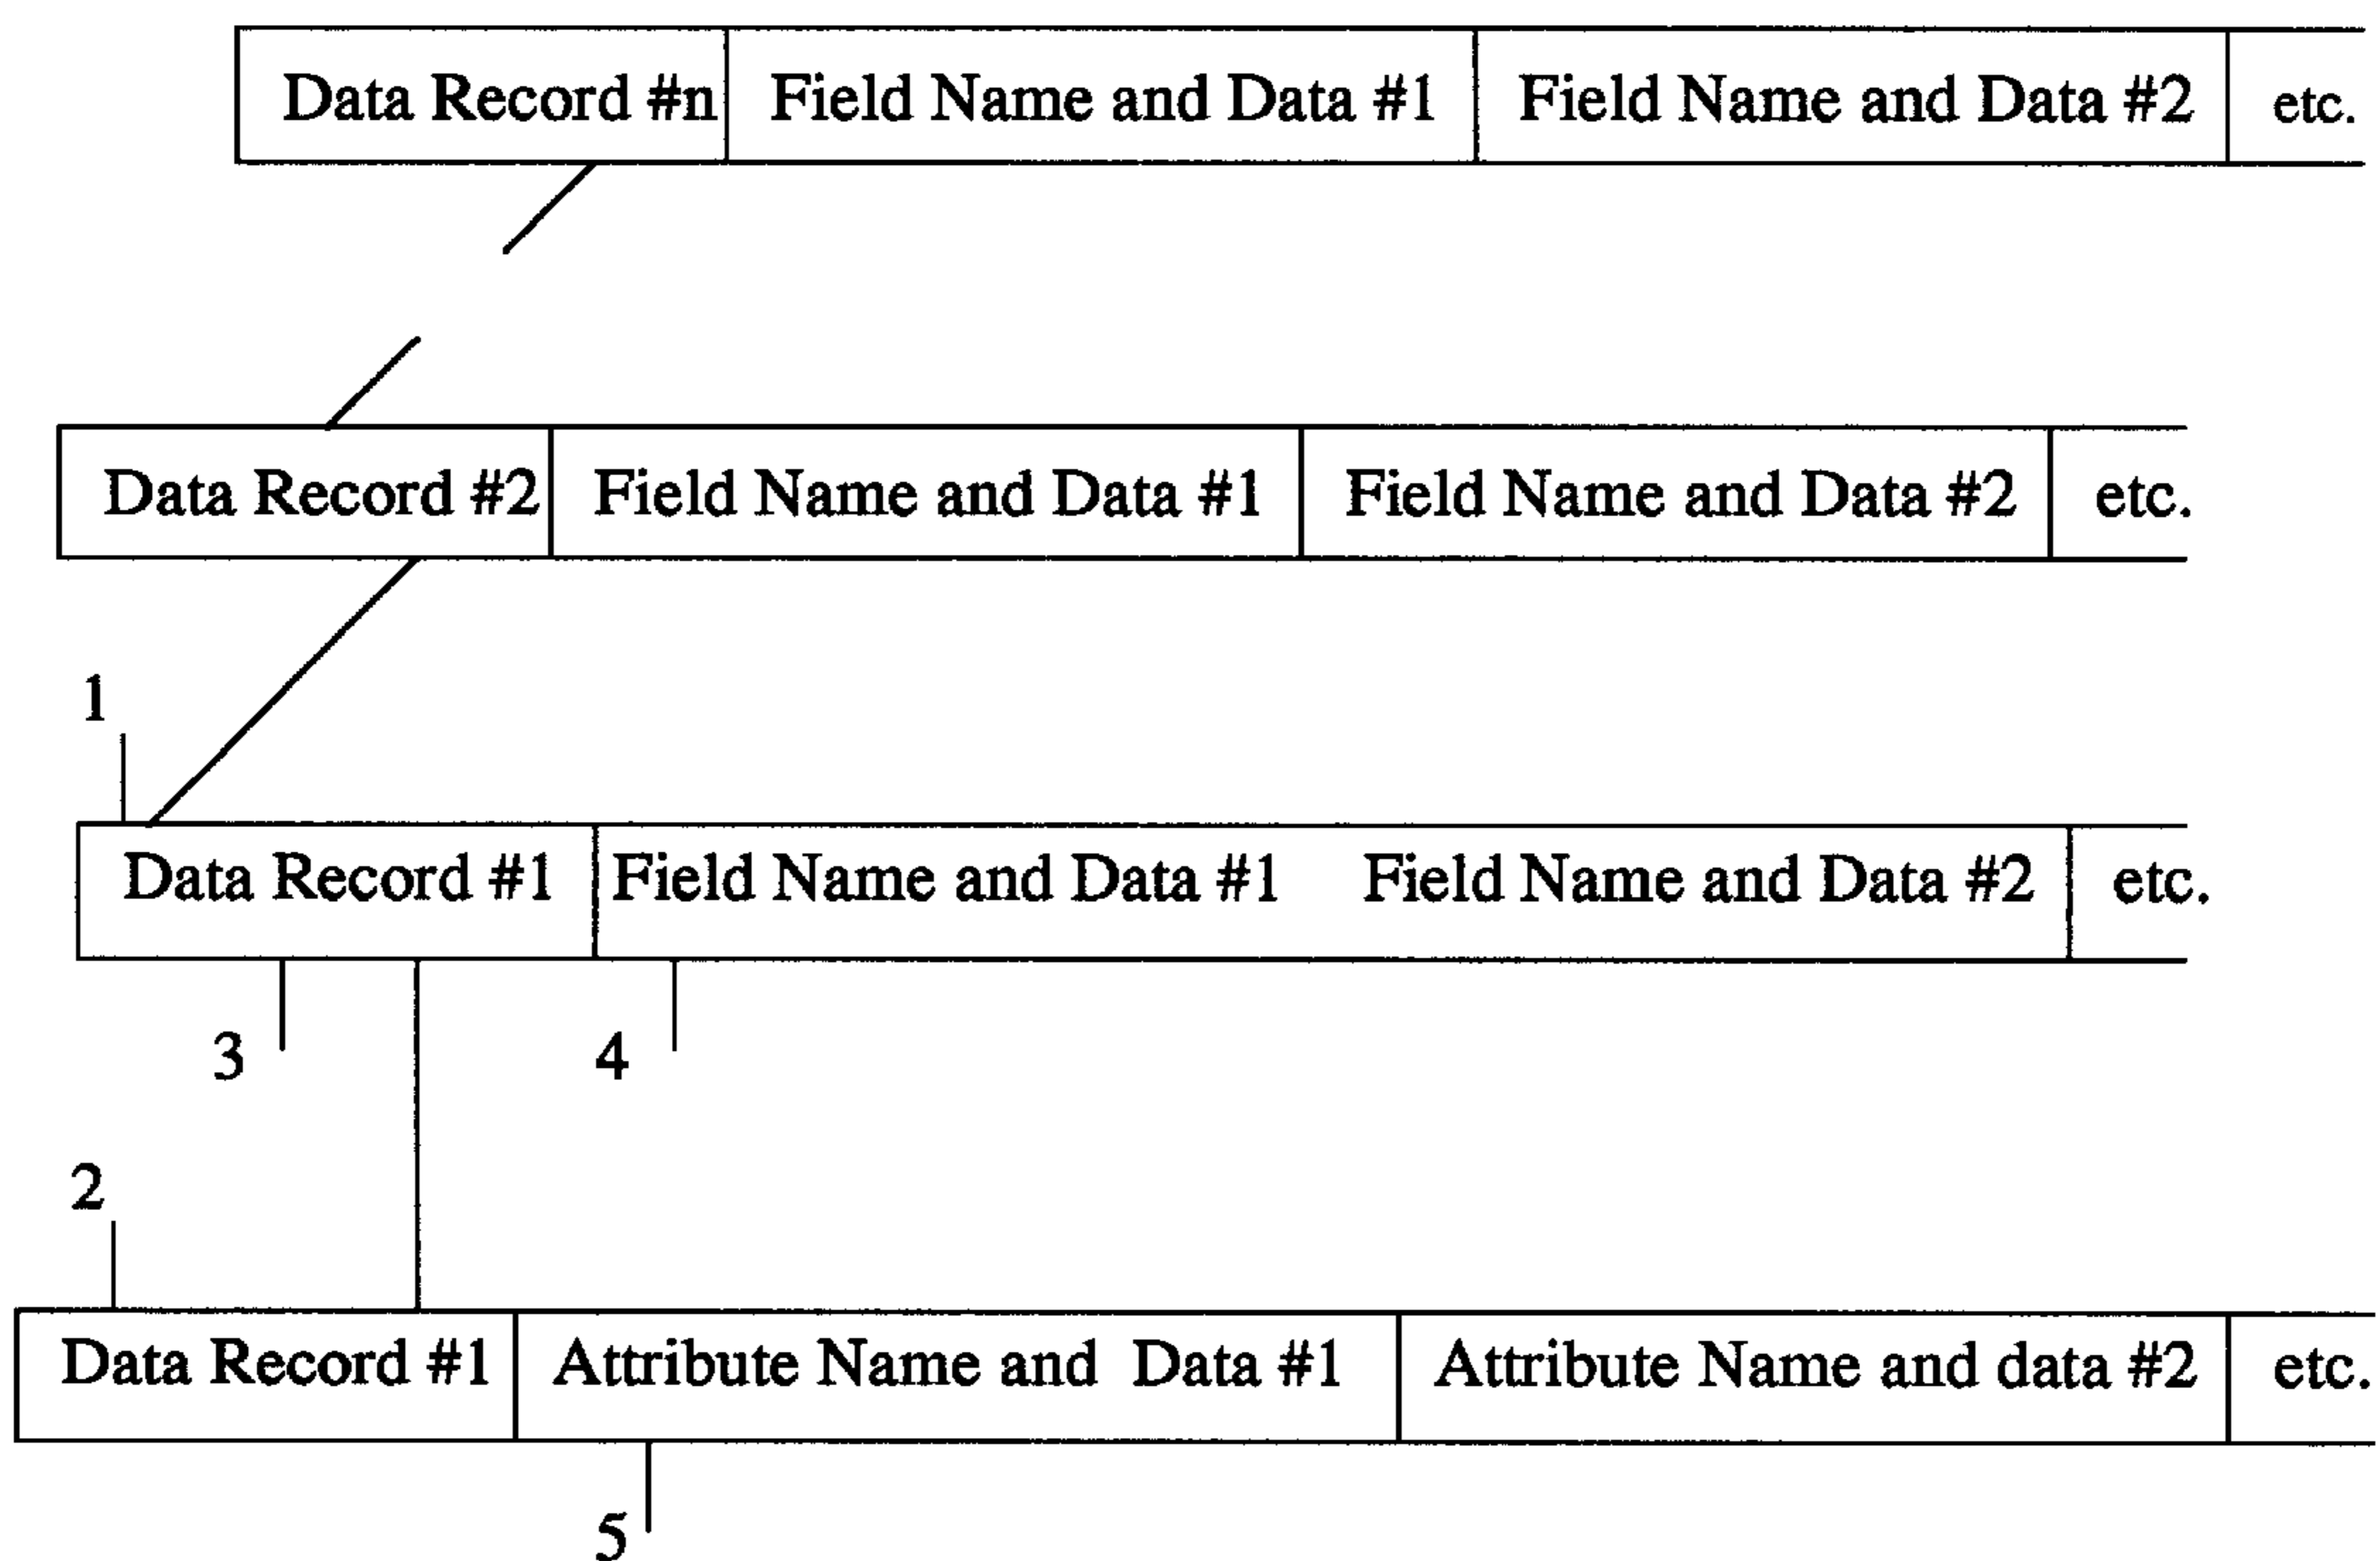 Data Record #n Field Name and Data #1 Field Name and Data #2 etc.
Data Record #2 Field Name and Data #1 Field Name and Data #2 etc.
1
Data Record #1 Field Name and Data #1 Field Name and Data #2 etc.
3 4
2
Data Record #1 Attribute Name and Data #1 Attribute Name and data #2 etc.
5